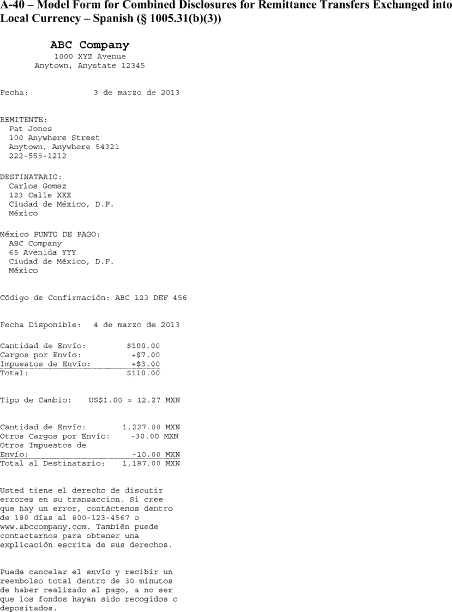 A-40 – Model Form for Combined Disclosures for Remittance Transfers Exchanged into
Local Currency – Spanish (§ 1005.31(b)(3))
ABC Company
1000 XYZ Avenue
Anytown, Anystate 12345
Fecha: 3 de marzo de 2013
REMITENTE:
Pat Jones
100 Anywhere Street
Anytown, Anywhere 54321
222-555-1212
DESTINATARIO:
Carlos Gomez
123 Calle XXX
Ciudad de México, D.F.
México
México PUNTO DE PAGO:
ABC Company
65 Avenida YYY
Ciudad de México, D.F.
México
Código de Confirmación: ABC 123 DEF 456
Fecha Disponible: 4 de marzo de 2013
Cantidad de Envío: $100.00
Cargos por Envío: +$7.00
Impuestos de Envío: +$3.00
Total: $110.00
Tipo de Cambio: US$1.00 = 12.27 MXN
Cantidad de Envío: 1,227.00 MXN
Otros Cargos por Envío: -30.00 MXN
Otros Impuestos de
Envío: -10.00 MXN
Total al Destinatario: 1,187.00 MXN
Usted tiene el derecho de discutir
errores en su transaccion. Si cree
que hay un error, contáctemos dentro
de 180 días al 800-123-4567 o
www.abccompany.com. También puede
contactarnos para obtener una
explicación escrita de sus derechos.
Puede cancelar el envío y recibir un
reembolso total dentro de 30 minutos
de haber realizado el pago, a no ser
que los fondos hayan sido recogidos o
depositados.